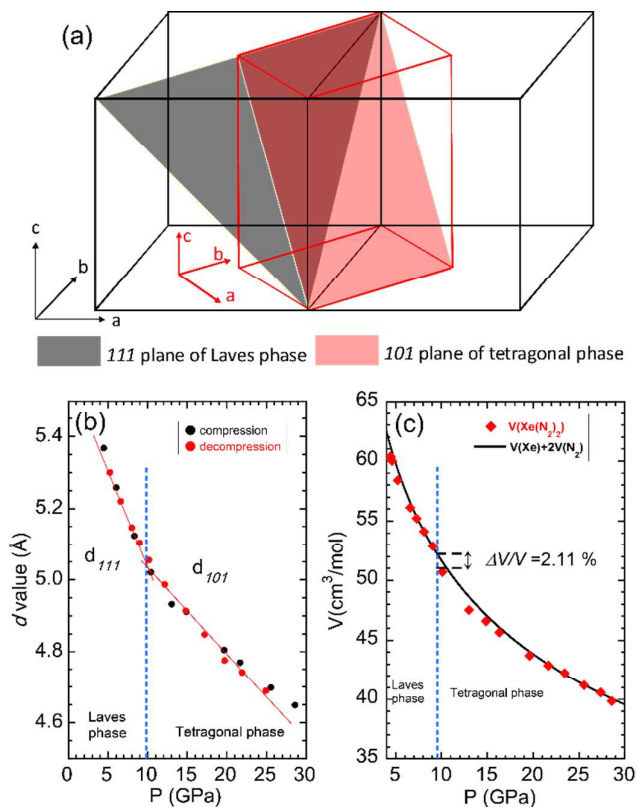 (a)
c
b
a
c
b
a
111 plane of Laves phase
101 plane of tetragonal phase
(b)
compression
decompression
5.4
5.2
5.0
4.8
4.6
d value (Å)
d111
d101
Laves
phase
Tetragonal phase
0 5 10 15 20 25 30
P (GPa)
(c)
V(Xe(N2)2)
V(Xe)+2V(N2)
65
60
55
50
45
40
35
V(cm3/mol)
ΔV/V =2.11 %
Laves
phase
Tetragonal phase
5 10 15 20 25 30
P (GPa)